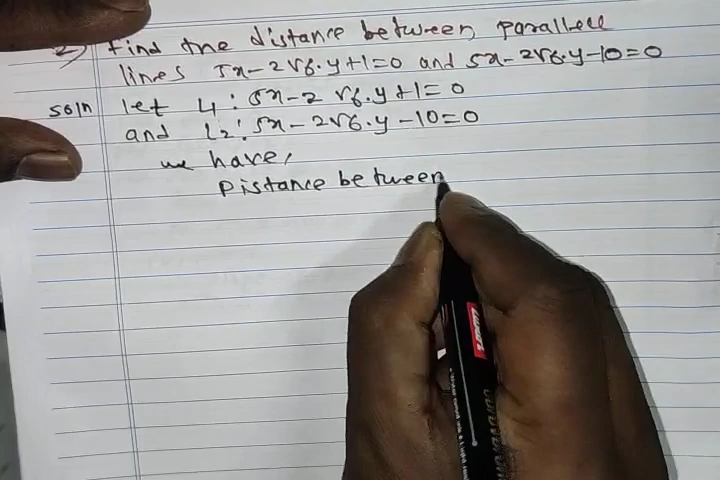 2) Find the distance between parallel
lines 5x-2√6.y+1=0 and 5x-2√6.y-10=0
soln let L1: 5x-2√6.y+1=0
and L2: 5x-2√6.y-10=0
we have,
Distance between